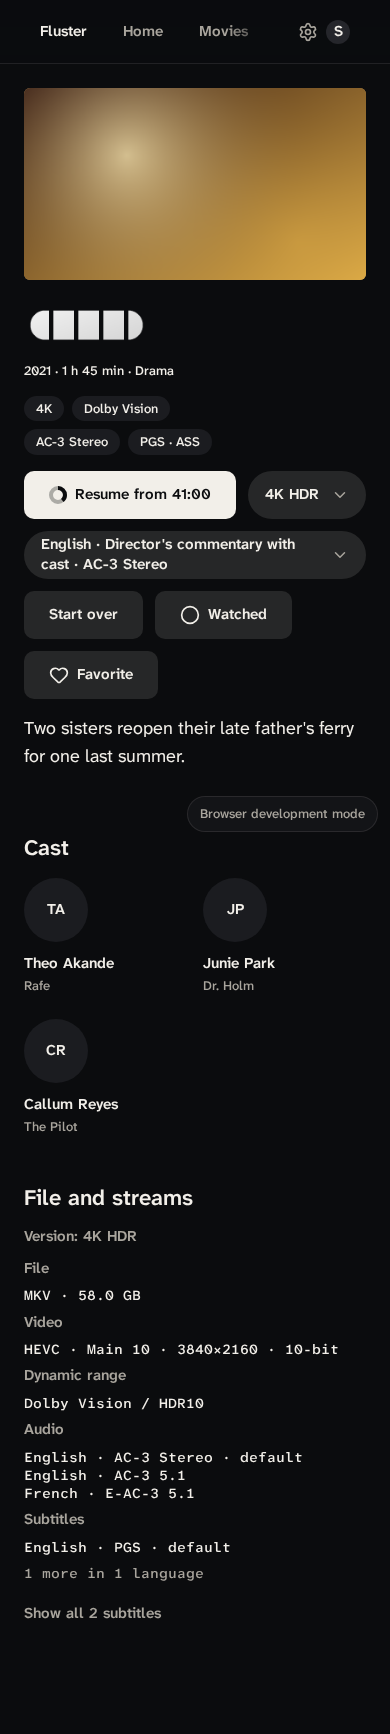 Fluster Home Movies S
2021 · 1 h 45 min · Drama
4K Dolby Vision
AC-3 Stereo PGS · ASS
Resume from 41:00 4K HDR
English · Director's commentary with
cast · AC-3 Stereo
Start over Watched
Favorite
Two sisters reopen their late father's ferry
for one last summer.
Browser development mode
Cast
TA JP
Theo Akande Junie Park
Rafe Dr. Holm
CR
Callum Reyes
The Pilot
File and streams
Version: 4K HDR
File
MKV · 58.0 GB
Video
HEVC · Main 10 · 3840×2160 · 10-bit
Dynamic range
Dolby Vision / HDR10
Audio
English · AC-3 Stereo · default
English · AC-3 5.1
French · E-AC-3 5.1
Subtitles
English · PGS · default
1 more in 1 language
Show all 2 subtitles